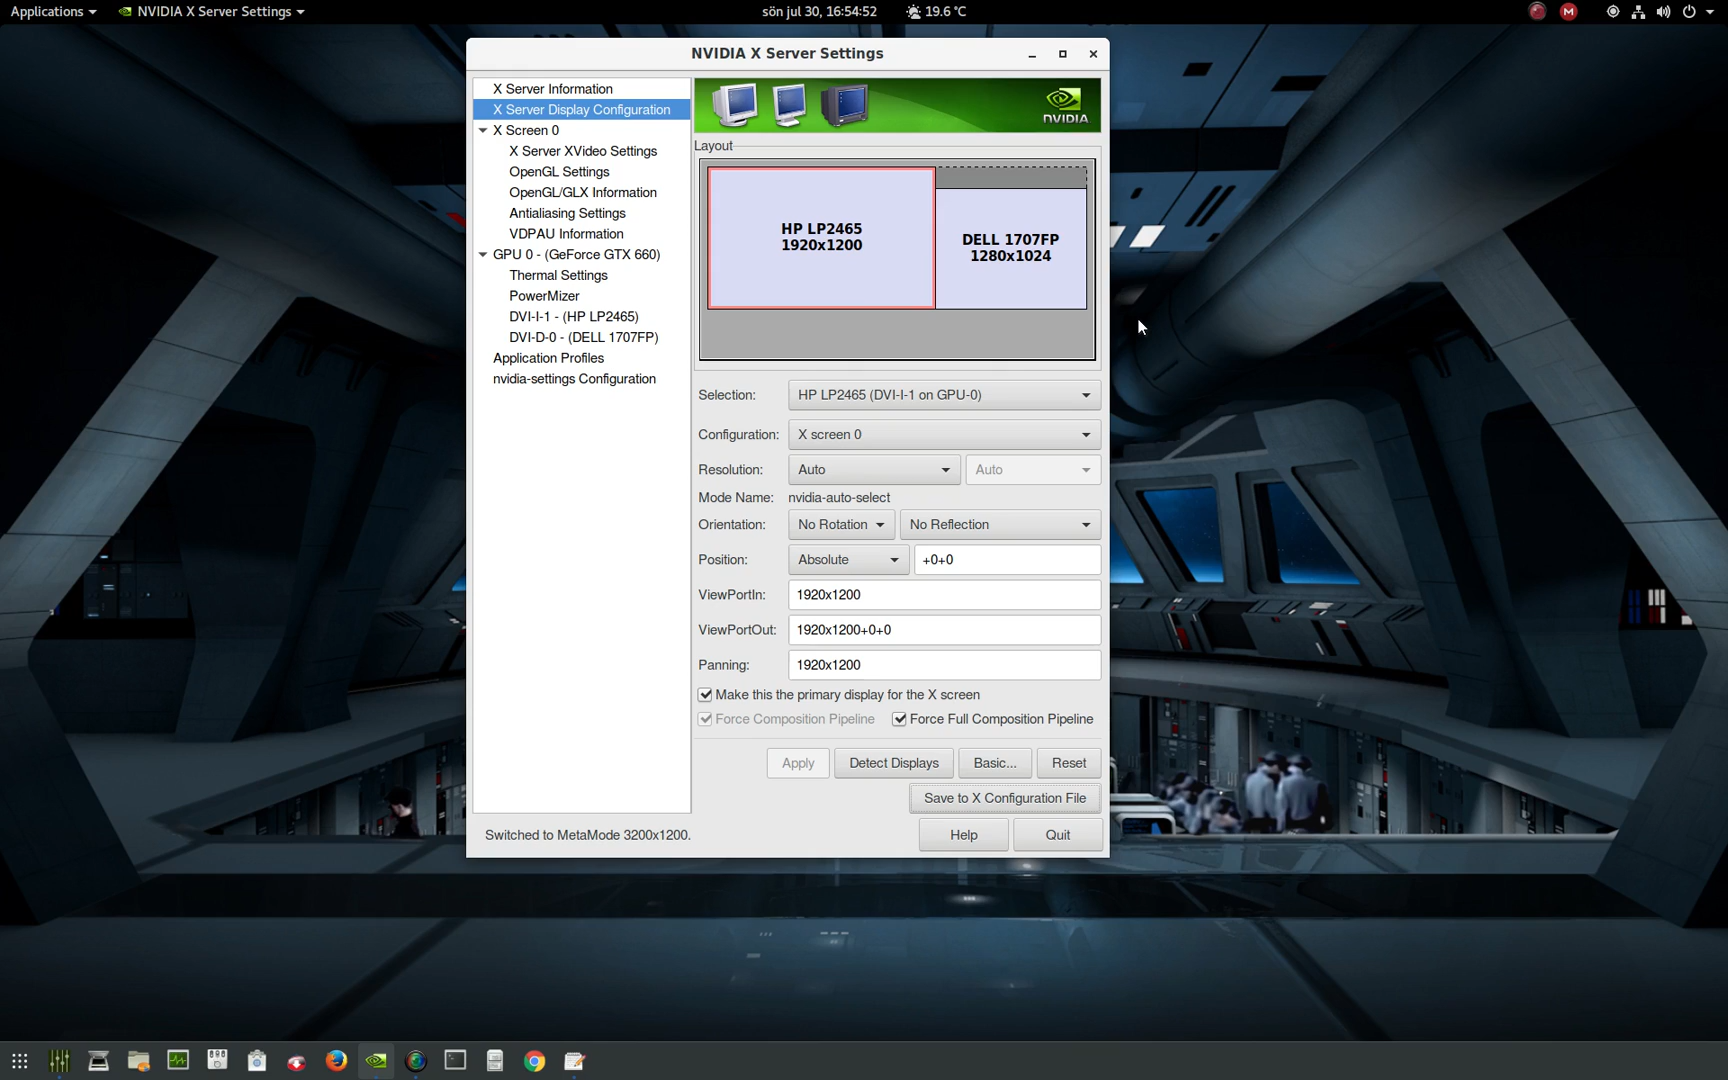 Applications
NVIDIA X Server Settings
sön jul 30, 16:54:52
19.6 °C
M
NVIDIA X Server Settings
X Server Information
X Server Display Configuration
X Screen 0
X Server XVideo Settings
OpenGL Settings
OpenGL/GLX Information
Antialiasing Settings
VDPAU Information
GPU 0 - (GeForce GTX 660)
Thermal Settings
PowerMizer
DVI-I-1 - (HP LP2465)
DVI-D-0 - (DELL 1707FP)
Application Profiles
nvidia-settings Configuration
NVIDIA
Layout
HP LP2465
1920x1200
DELL 1707FP
1280x1024
Selection: HP LP2465 (DVI-I-1 on GPU-0)
Configuration: X screen 0
Resolution: Auto Auto
Mode Name: nvidia-auto-select
Orientation: No Rotation No Reflection
Position: Absolute +0+0
ViewPortIn: 1920x1200
ViewPortOut: 1920x1200+0+0
Panning: 1920x1200
Make this the primary display for the X screen
Force Composition Pipeline Force Full Composition Pipeline
Apply Detect Displays Basic... Reset
Save to X Configuration File
Switched to MetaMode 3200x1200.
Help Quit